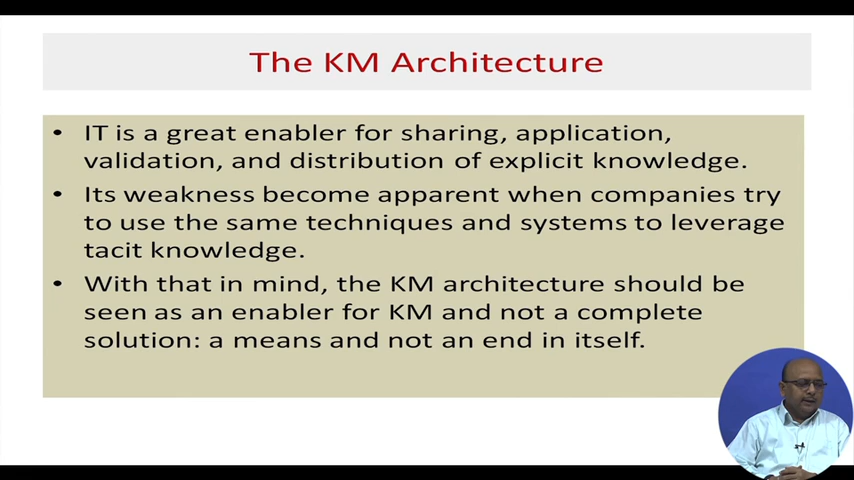 The KM Architecture
• IT is a great enabler for sharing, application,
validation, and distribution of explicit knowledge.
• Its weakness become apparent when companies try
to use the same techniques and systems to leverage
tacit knowledge.
• With that in mind, the KM architecture should be
seen as an enabler for KM and not a complete
solution: a means and not an end in itself.